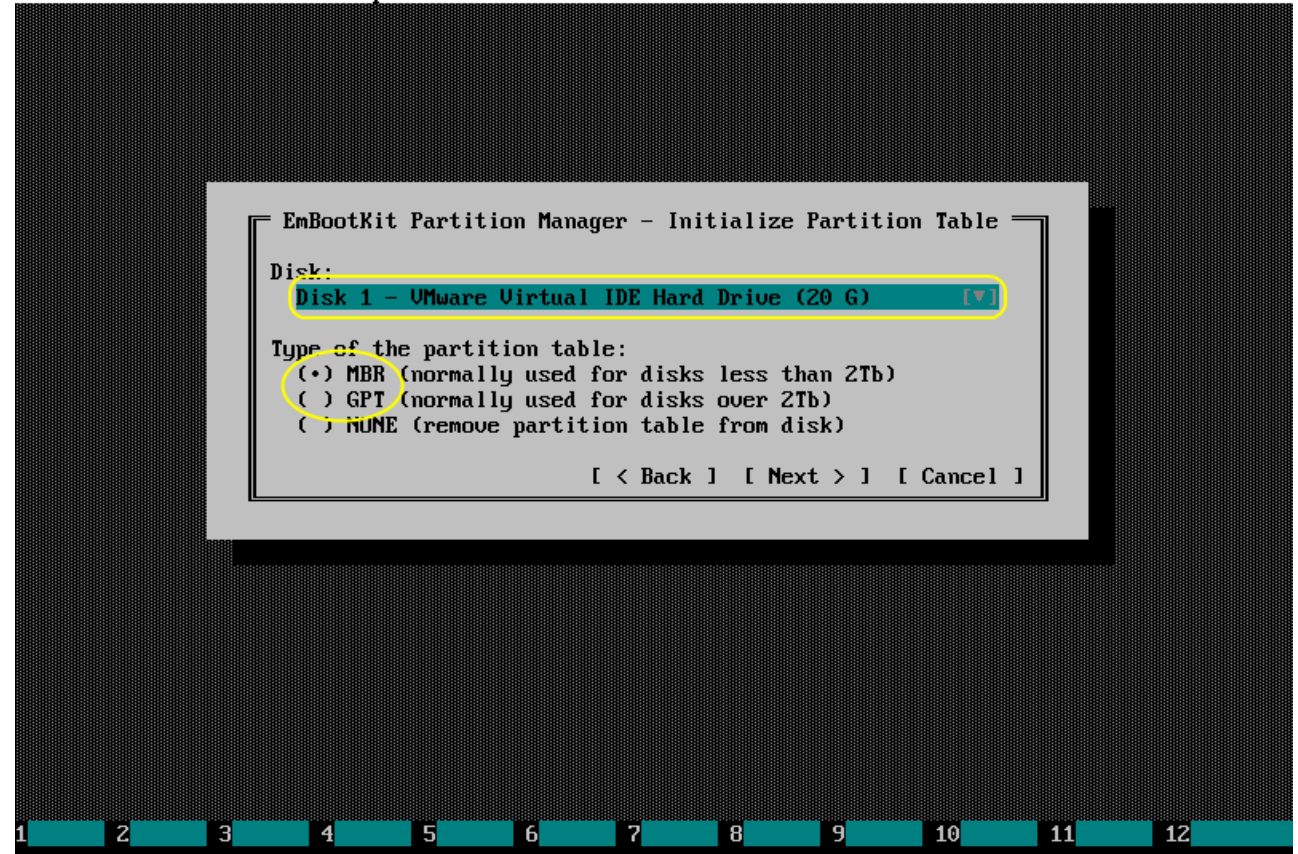 EmBootKit Partition Manager - Initialize Partition Table
Disk:
Disk 1 - VMware Virtual IDE Hard Drive (20 G) [▼]
Type of the partition table:
(•) MBR (normally used for disks less than 2Tb)
( ) GPT (normally used for disks over 2Tb)
( ) NONE (remove partition table from disk)
[ < Back ] [ Next > ] [ Cancel ]
1 2 3 4 5 6 7 8 9 10 11 12